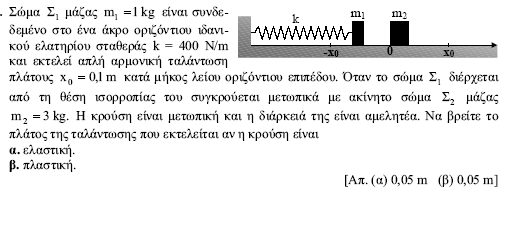 . Σώμα Σ₁ μάζας m₁ =1 kg είναι συνδε-
δεμένο στο ένα άκρο οριζόντιου ιδανι-
κού ελατηρίου σταθεράς k = 400 N/m
και εκτελεί απλή αρμονική ταλάντωση
k m₁ m₂
-x₀ 0 x₀
πλάτους x₀ = 0,1 m κατά μήκος λείου οριζόντιου επιπέδου. Όταν το σώμα Σ₁ διέρχεται
από τη θέση ισορροπίας του συγκρούεται μετωπικά με ακίνητο σώμα Σ₂ μάζας
m₂ = 3 kg. Η κρούση είναι μετωπική και η διάρκειά της είναι αμελητέα. Να βρείτε το
πλάτος της ταλάντωσης που εκτελείται αν η κρούση είναι
α. ελαστική.
β. πλαστική.
[Απ. (α) 0,05 m (β) 0,05 m]